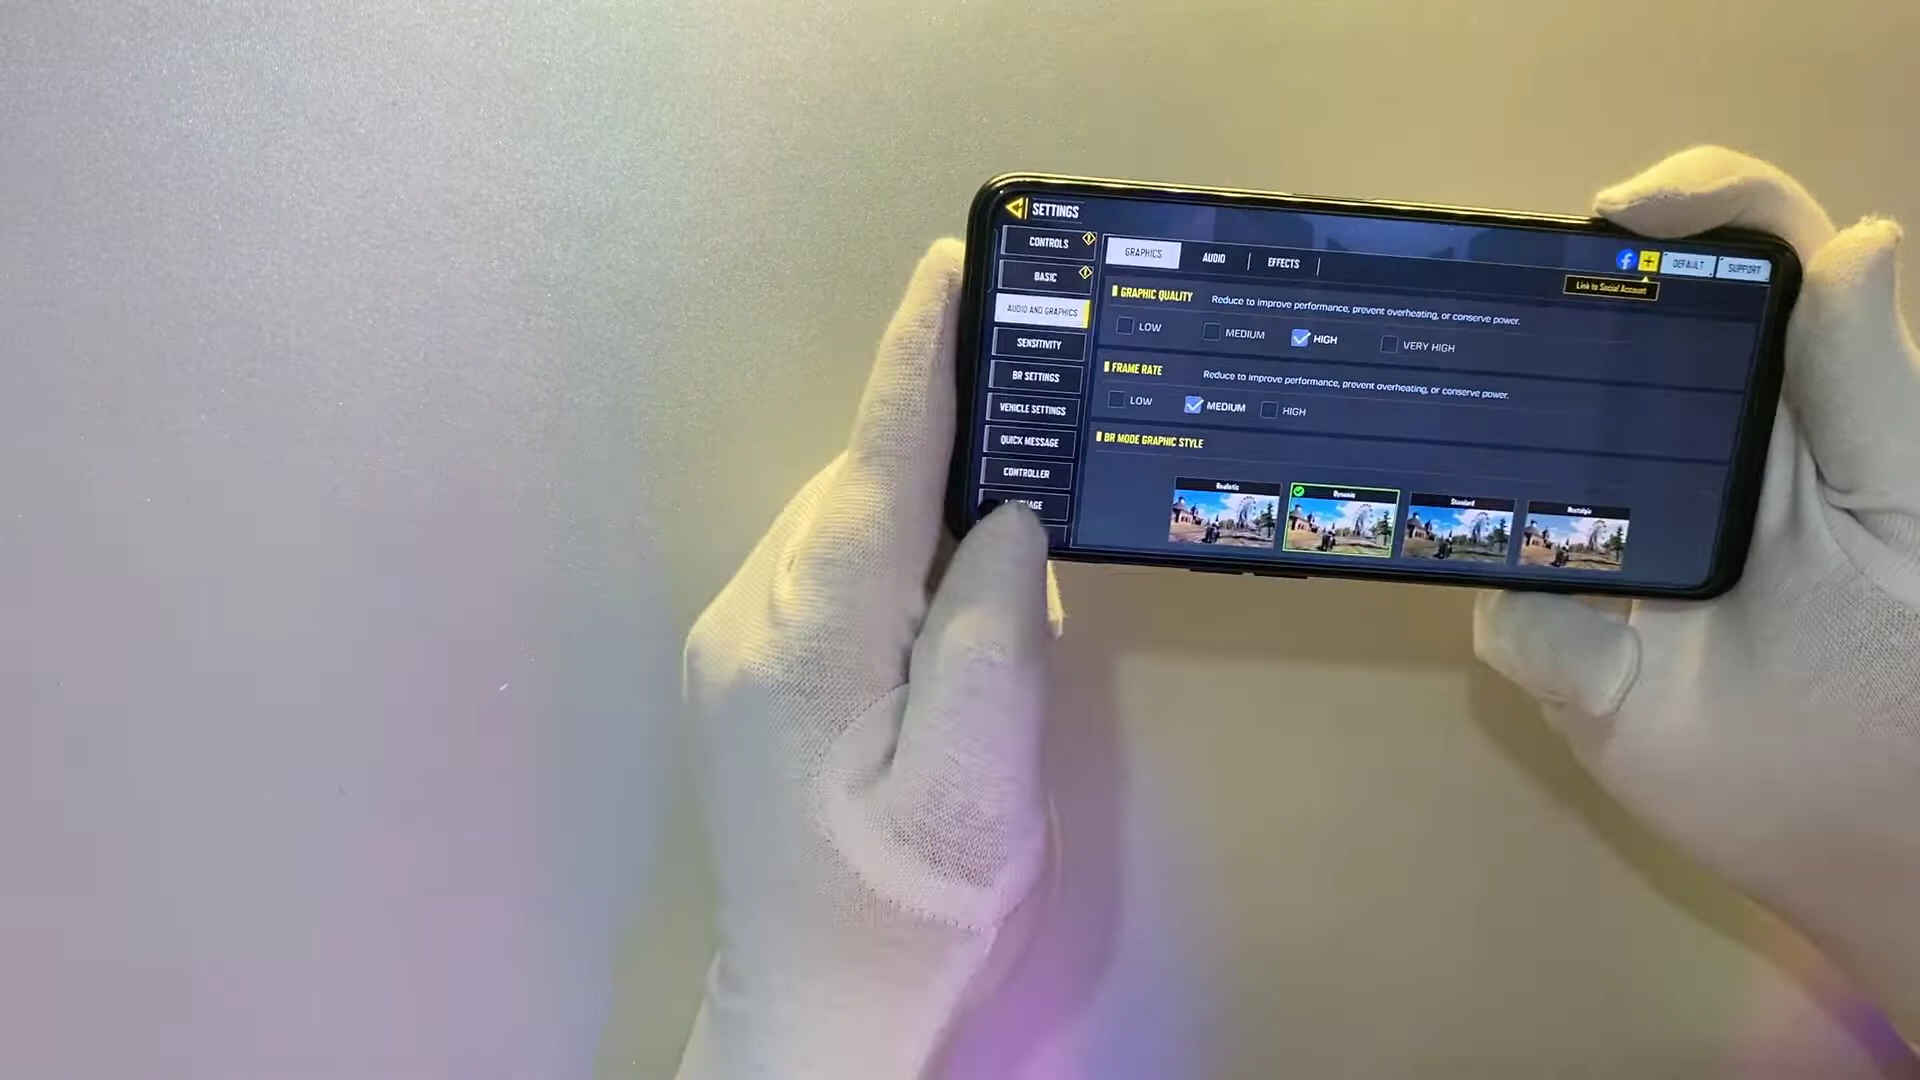 SETTINGS
CONTROLS
BASIC
AUDIO AND GRAPHICS
SENSITIVITY
BR SETTINGS
VEHICLE SETTINGS
QUICK MESSAGE
CONTROLLER
GRAPHICS
AUDIO
EFFECTS
DEFAULT
SUPPORT
Link to Social Account
GRAPHIC QUALITY Reduce to improve performance, prevent overheating, or conserve power.
LOW MEDIUM HIGH VERY HIGH
FRAME RATE Reduce to improve performance, prevent overheating, or conserve power.
LOW MEDIUM HIGH
BR MODE GRAPHIC STYLE
Realistic Dynamic Standard Nostalgic